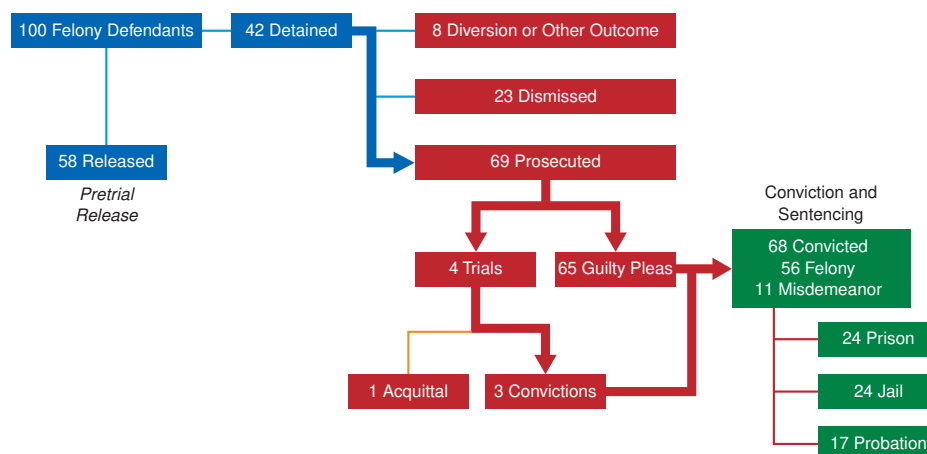 100 Felony Defendants
42 Detained
8 Diversion or Other Outcome
23 Dismissed
58 Released
69 Prosecuted
Pretrial
Release
Conviction and
Sentencing
68 Convicted
56 Felony
11 Misdemeanor
4 Trials
65 Guilty Pleas
24 Prison
1 Acquittal
3 Convictions
24 Jail
17 Probation